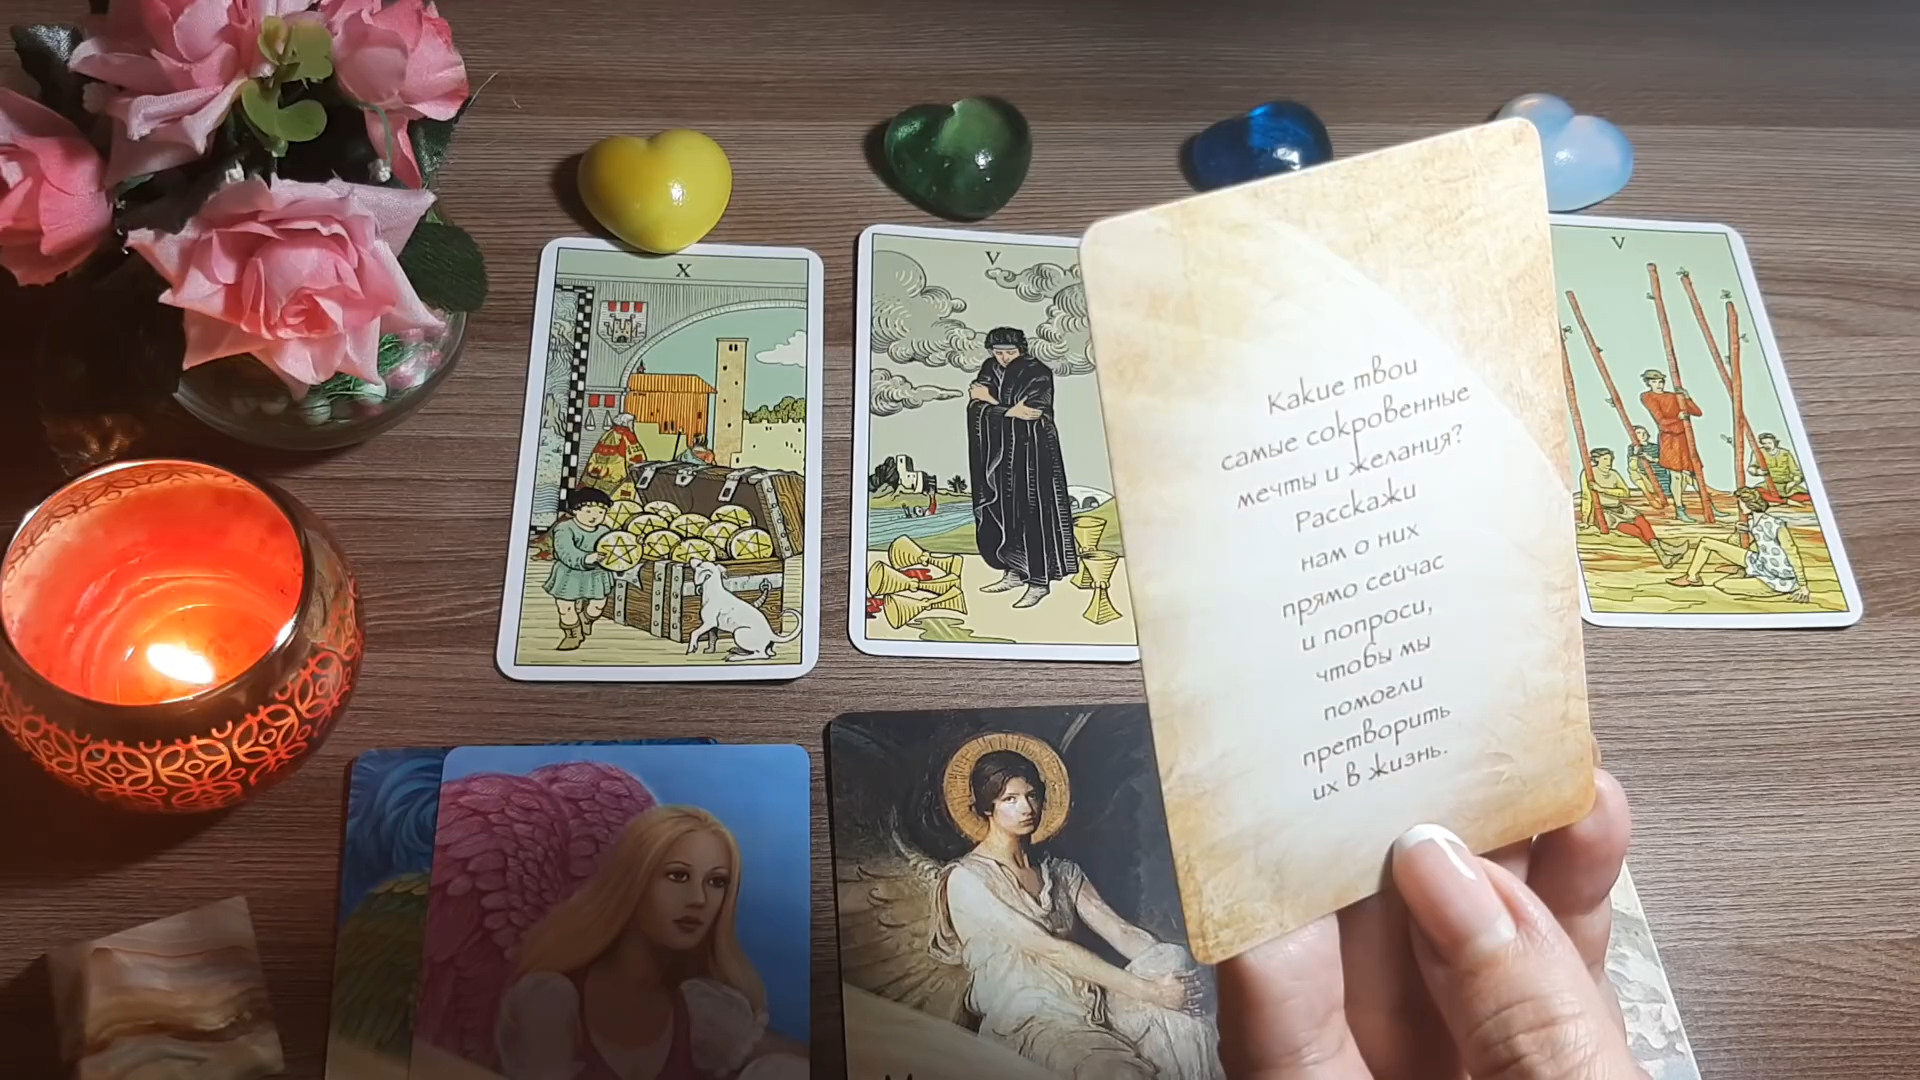 X
V
V
Какие твои
самые сокровенные
мечты и желания?
Расскажи
нам о них
прямо сейчас
и попроси,
чтобы мы
помогли
претворить
их в жизнь.